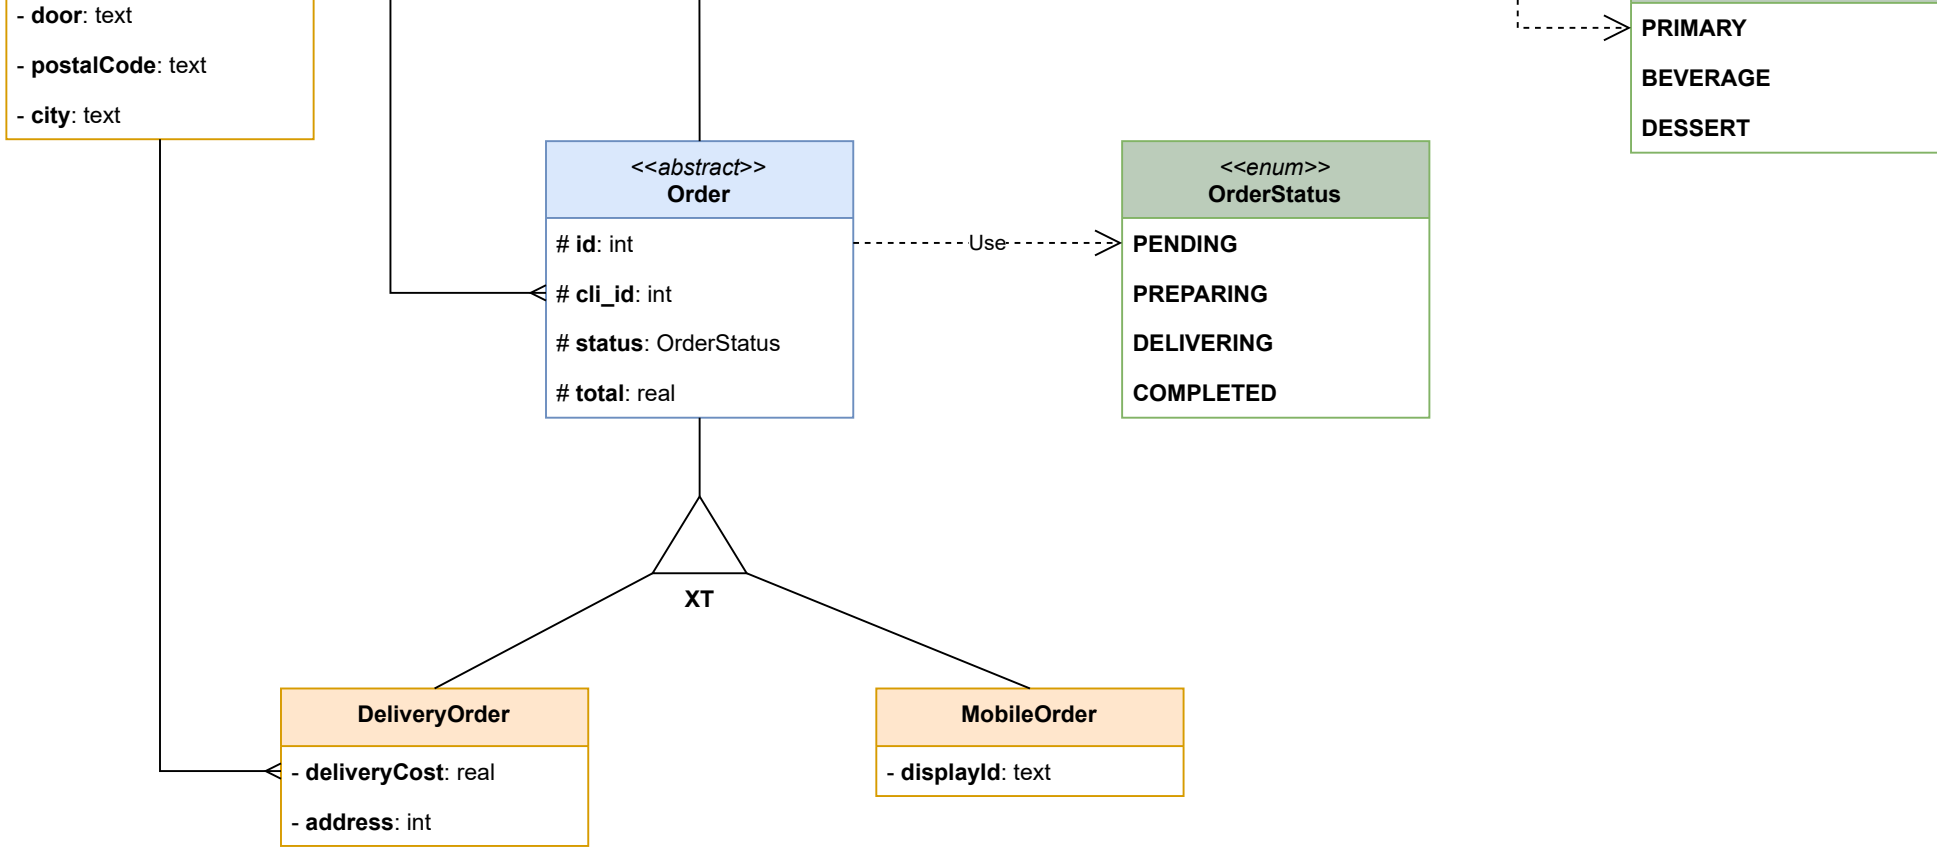 - door: text
- postalCode: text
- city: text
PRIMARY
BEVERAGE
DESSERT
<<abstract>>
Order
# id: int
# cli_id: int
# status: OrderStatus
# total: real
Use
<<enum>>
OrderStatus
PENDING
PREPARING
DELIVERING
COMPLETED
XT
DeliveryOrder
- deliveryCost: real
- address: int
MobileOrder
- displayId: text